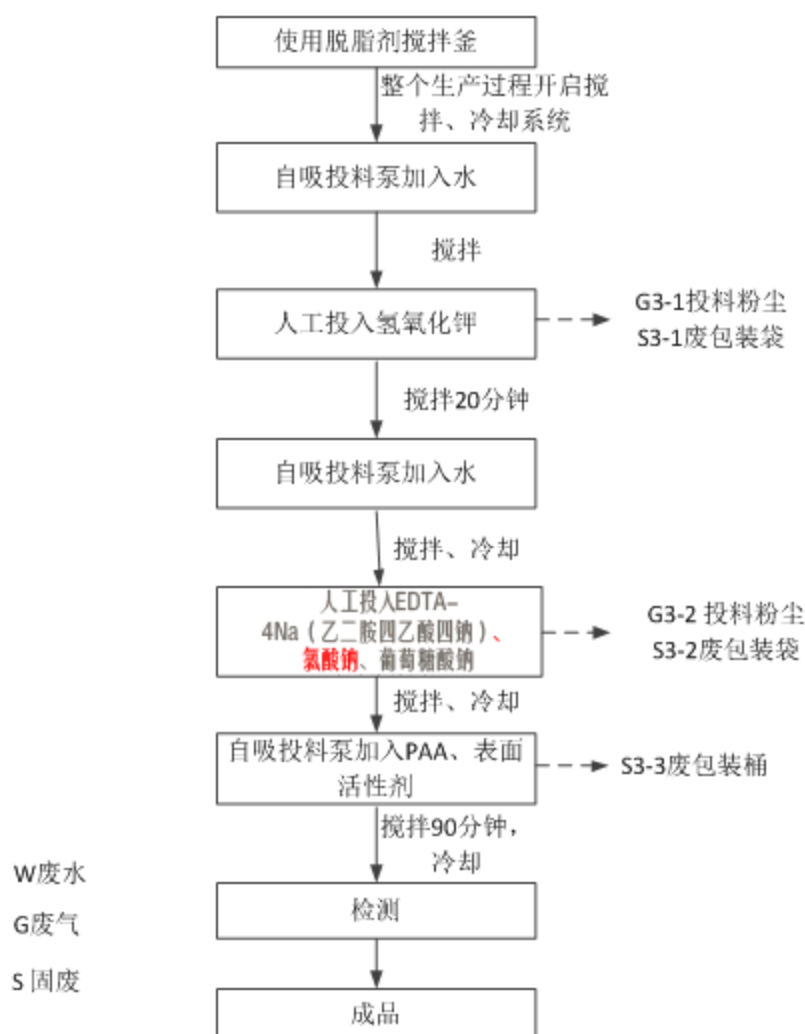 使用脱脂剂搅拌釜
整个生产过程开启搅
拌、冷却系统
自吸投料泵加入水
搅拌
人工投入氢氧化钾
G3-1投料粉尘
S3-1废包装袋
搅拌20分钟
自吸投料泵加入水
搅拌、冷却
人工投入EDTA-
4Na（乙二胺四乙酸四钠）、
氯酸钠、葡萄糖酸钠
G3-2 投料粉尘
S3-2废包装袋
搅拌、冷却
自吸投料泵加入PAA、表面
活性剂
S3-3废包装桶
搅拌90分钟，
冷却
W废水
G废气
S 固废
检测
成品